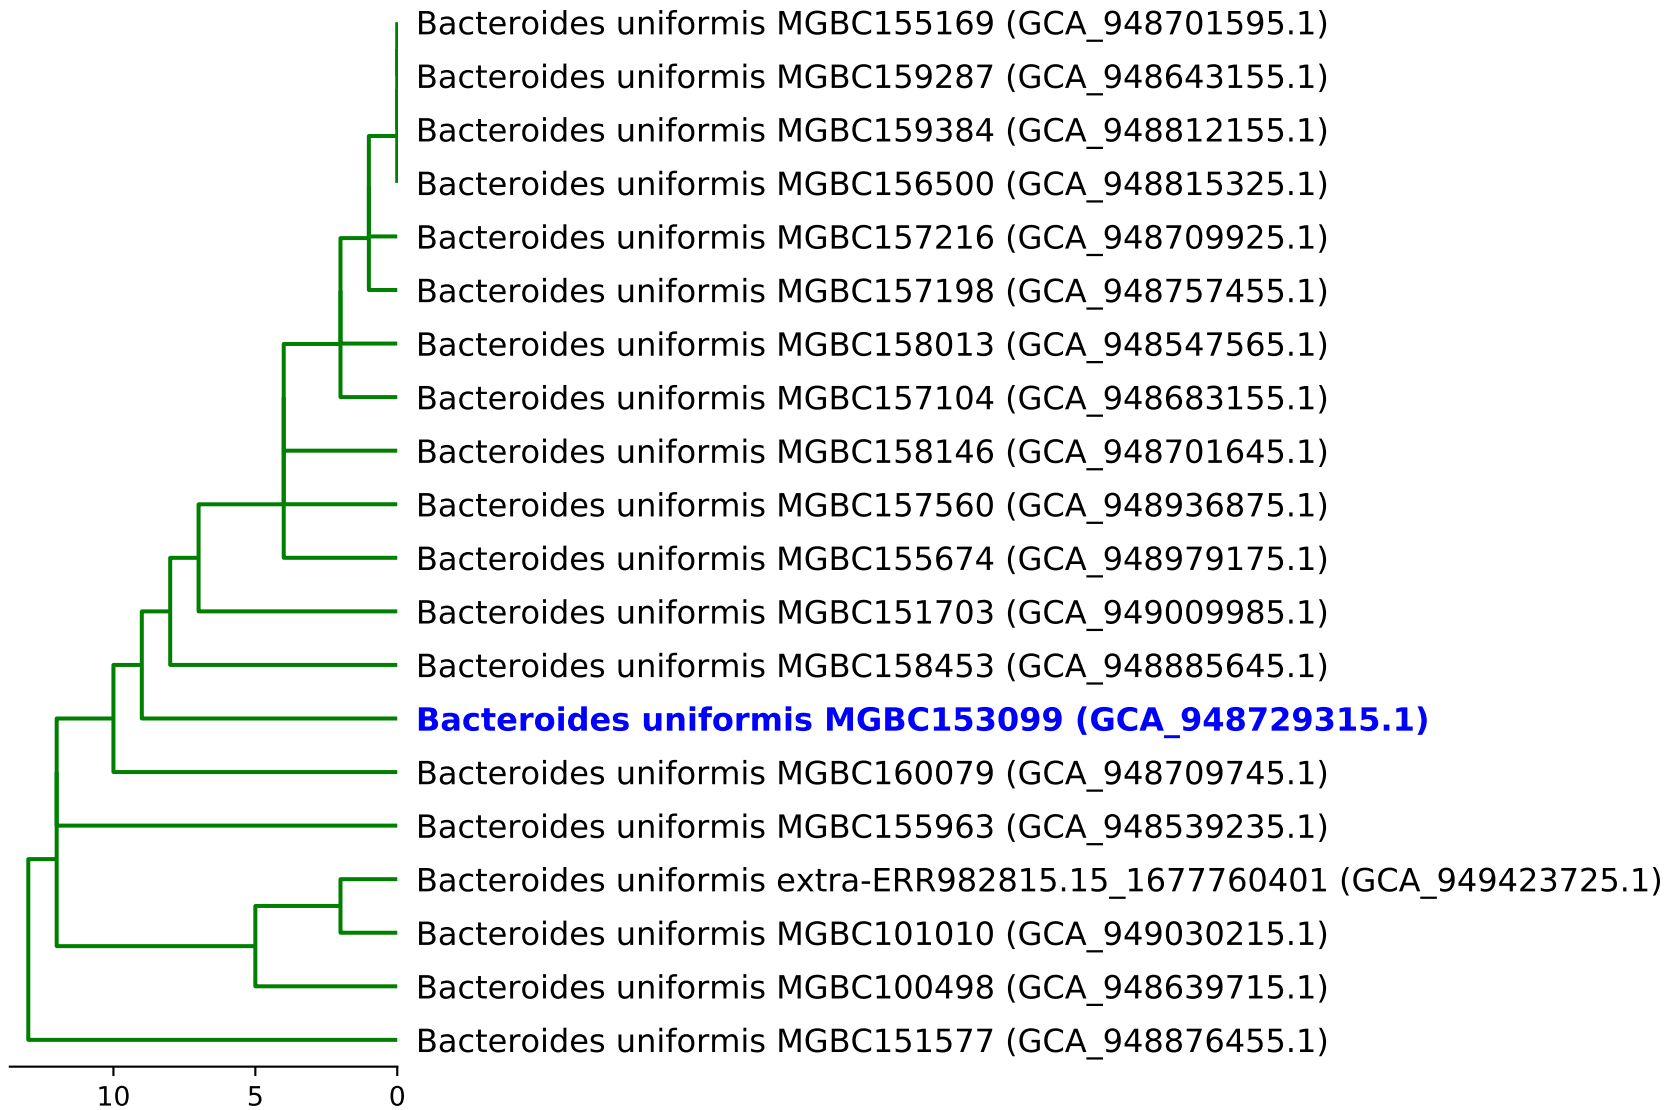 Bacteroides uniformis MGBC155169 (GCA_948701595.1)
Bacteroides uniformis MGBC159287 (GCA_948643155.1)
Bacteroides uniformis MGBC159384 (GCA_948812155.1)
Bacteroides uniformis MGBC156500 (GCA_948815325.1)
Bacteroides uniformis MGBC157216 (GCA_948709925.1)
Bacteroides uniformis MGBC157198 (GCA_948757455.1)
Bacteroides uniformis MGBC158013 (GCA_948547565.1)
Bacteroides uniformis MGBC157104 (GCA_948683155.1)
Bacteroides uniformis MGBC158146 (GCA_948701645.1)
Bacteroides uniformis MGBC157560 (GCA_948936875.1)
Bacteroides uniformis MGBC155674 (GCA_948979175.1)
Bacteroides uniformis MGBC151703 (GCA_949009985.1)
Bacteroides uniformis MGBC158453 (GCA_948885645.1)
Bacteroides uniformis MGBC153099 (GCA_948729315.1)
Bacteroides uniformis MGBC160079 (GCA_948709745.1)
Bacteroides uniformis MGBC155963 (GCA_948539235.1)
Bacteroides uniformis extra-ERR982815.15_1677760401 (GCA_949423725.1)
Bacteroides uniformis MGBC101010 (GCA_949030215.1)
Bacteroides uniformis MGBC100498 (GCA_948639715.1)
Bacteroides uniformis MGBC151577 (GCA_948876455.1)
10 5 0